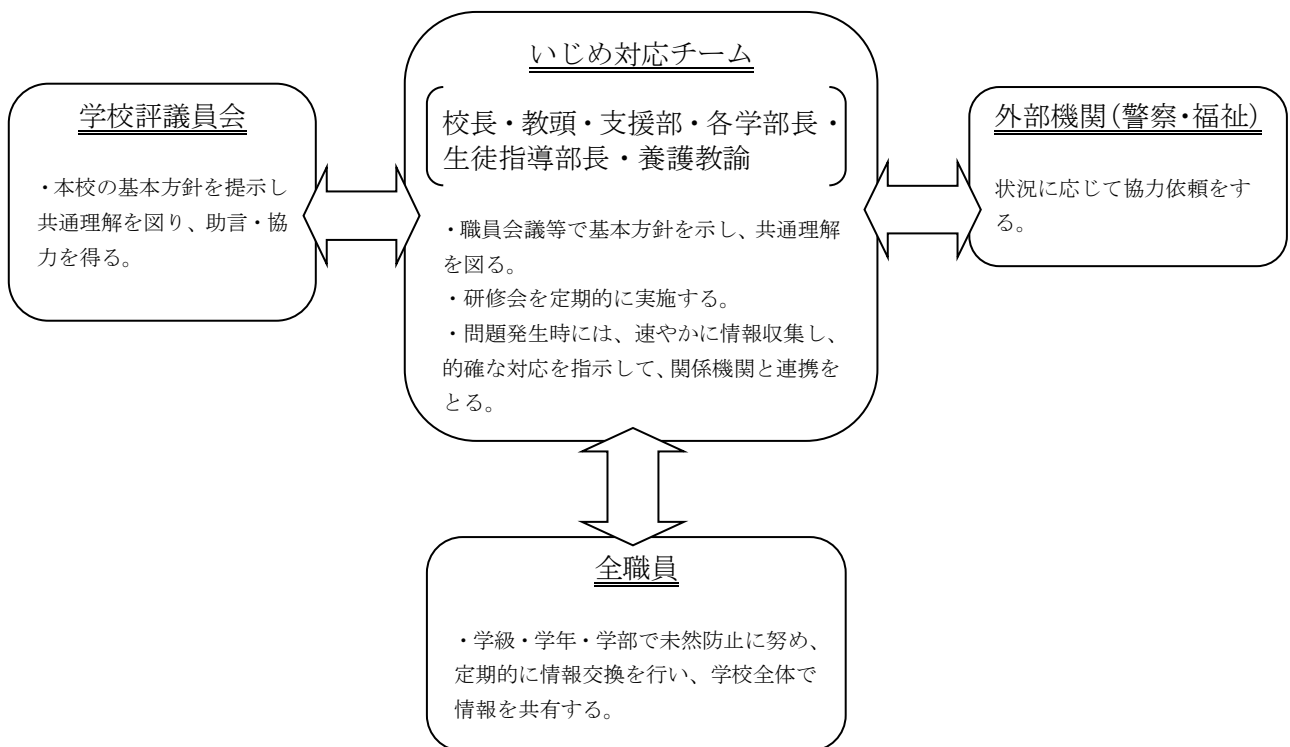 いじめ対応チーム
校長・教頭・支援部・各学部長・
生徒指導部長・養護教諭
・職員会議等で基本方針を示し、共通理解
を図る。
・研修会を定期的に実施する。
・問題発生時には、速やかに情報収集し、
的確な対応を指示して、関係機関と連携を
とる。
学校評議員会
・本校の基本方針を提示し
共通理解を図り、助言・協
力を得る。
外部機関(警察・福祉)
状況に応じて協力依頼をす
る。
全職員
・学級・学年・学部で未然防止に努め、
定期的に情報交換を行い、学校全体で
情報を共有する。